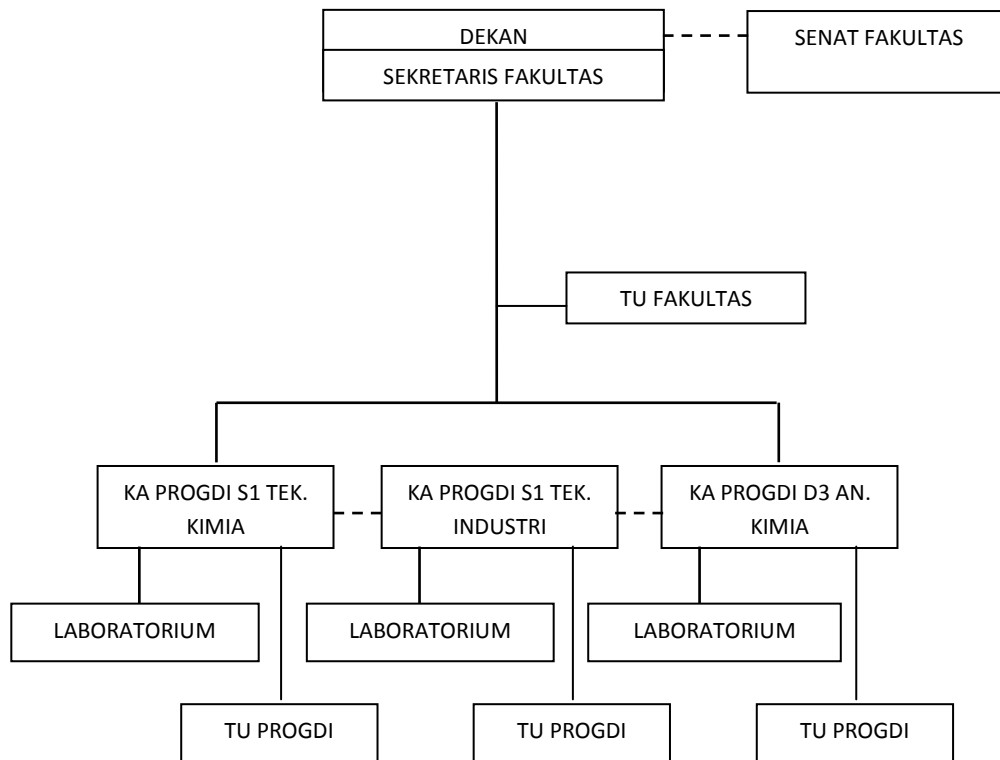 DEKAN
SENAT FAKULTAS
SEKRETARIS FAKULTAS
TU FAKULTAS
KA PROGDI S1 TEK.
KIMIA
KA PROGDI S1 TEK.
INDUSTRI
KA PROGDI D3 AN.
KIMIA
LABORATORIUM
LABORATORIUM
LABORATORIUM
TU PROGDI
TU PROGDI
TU PROGDI